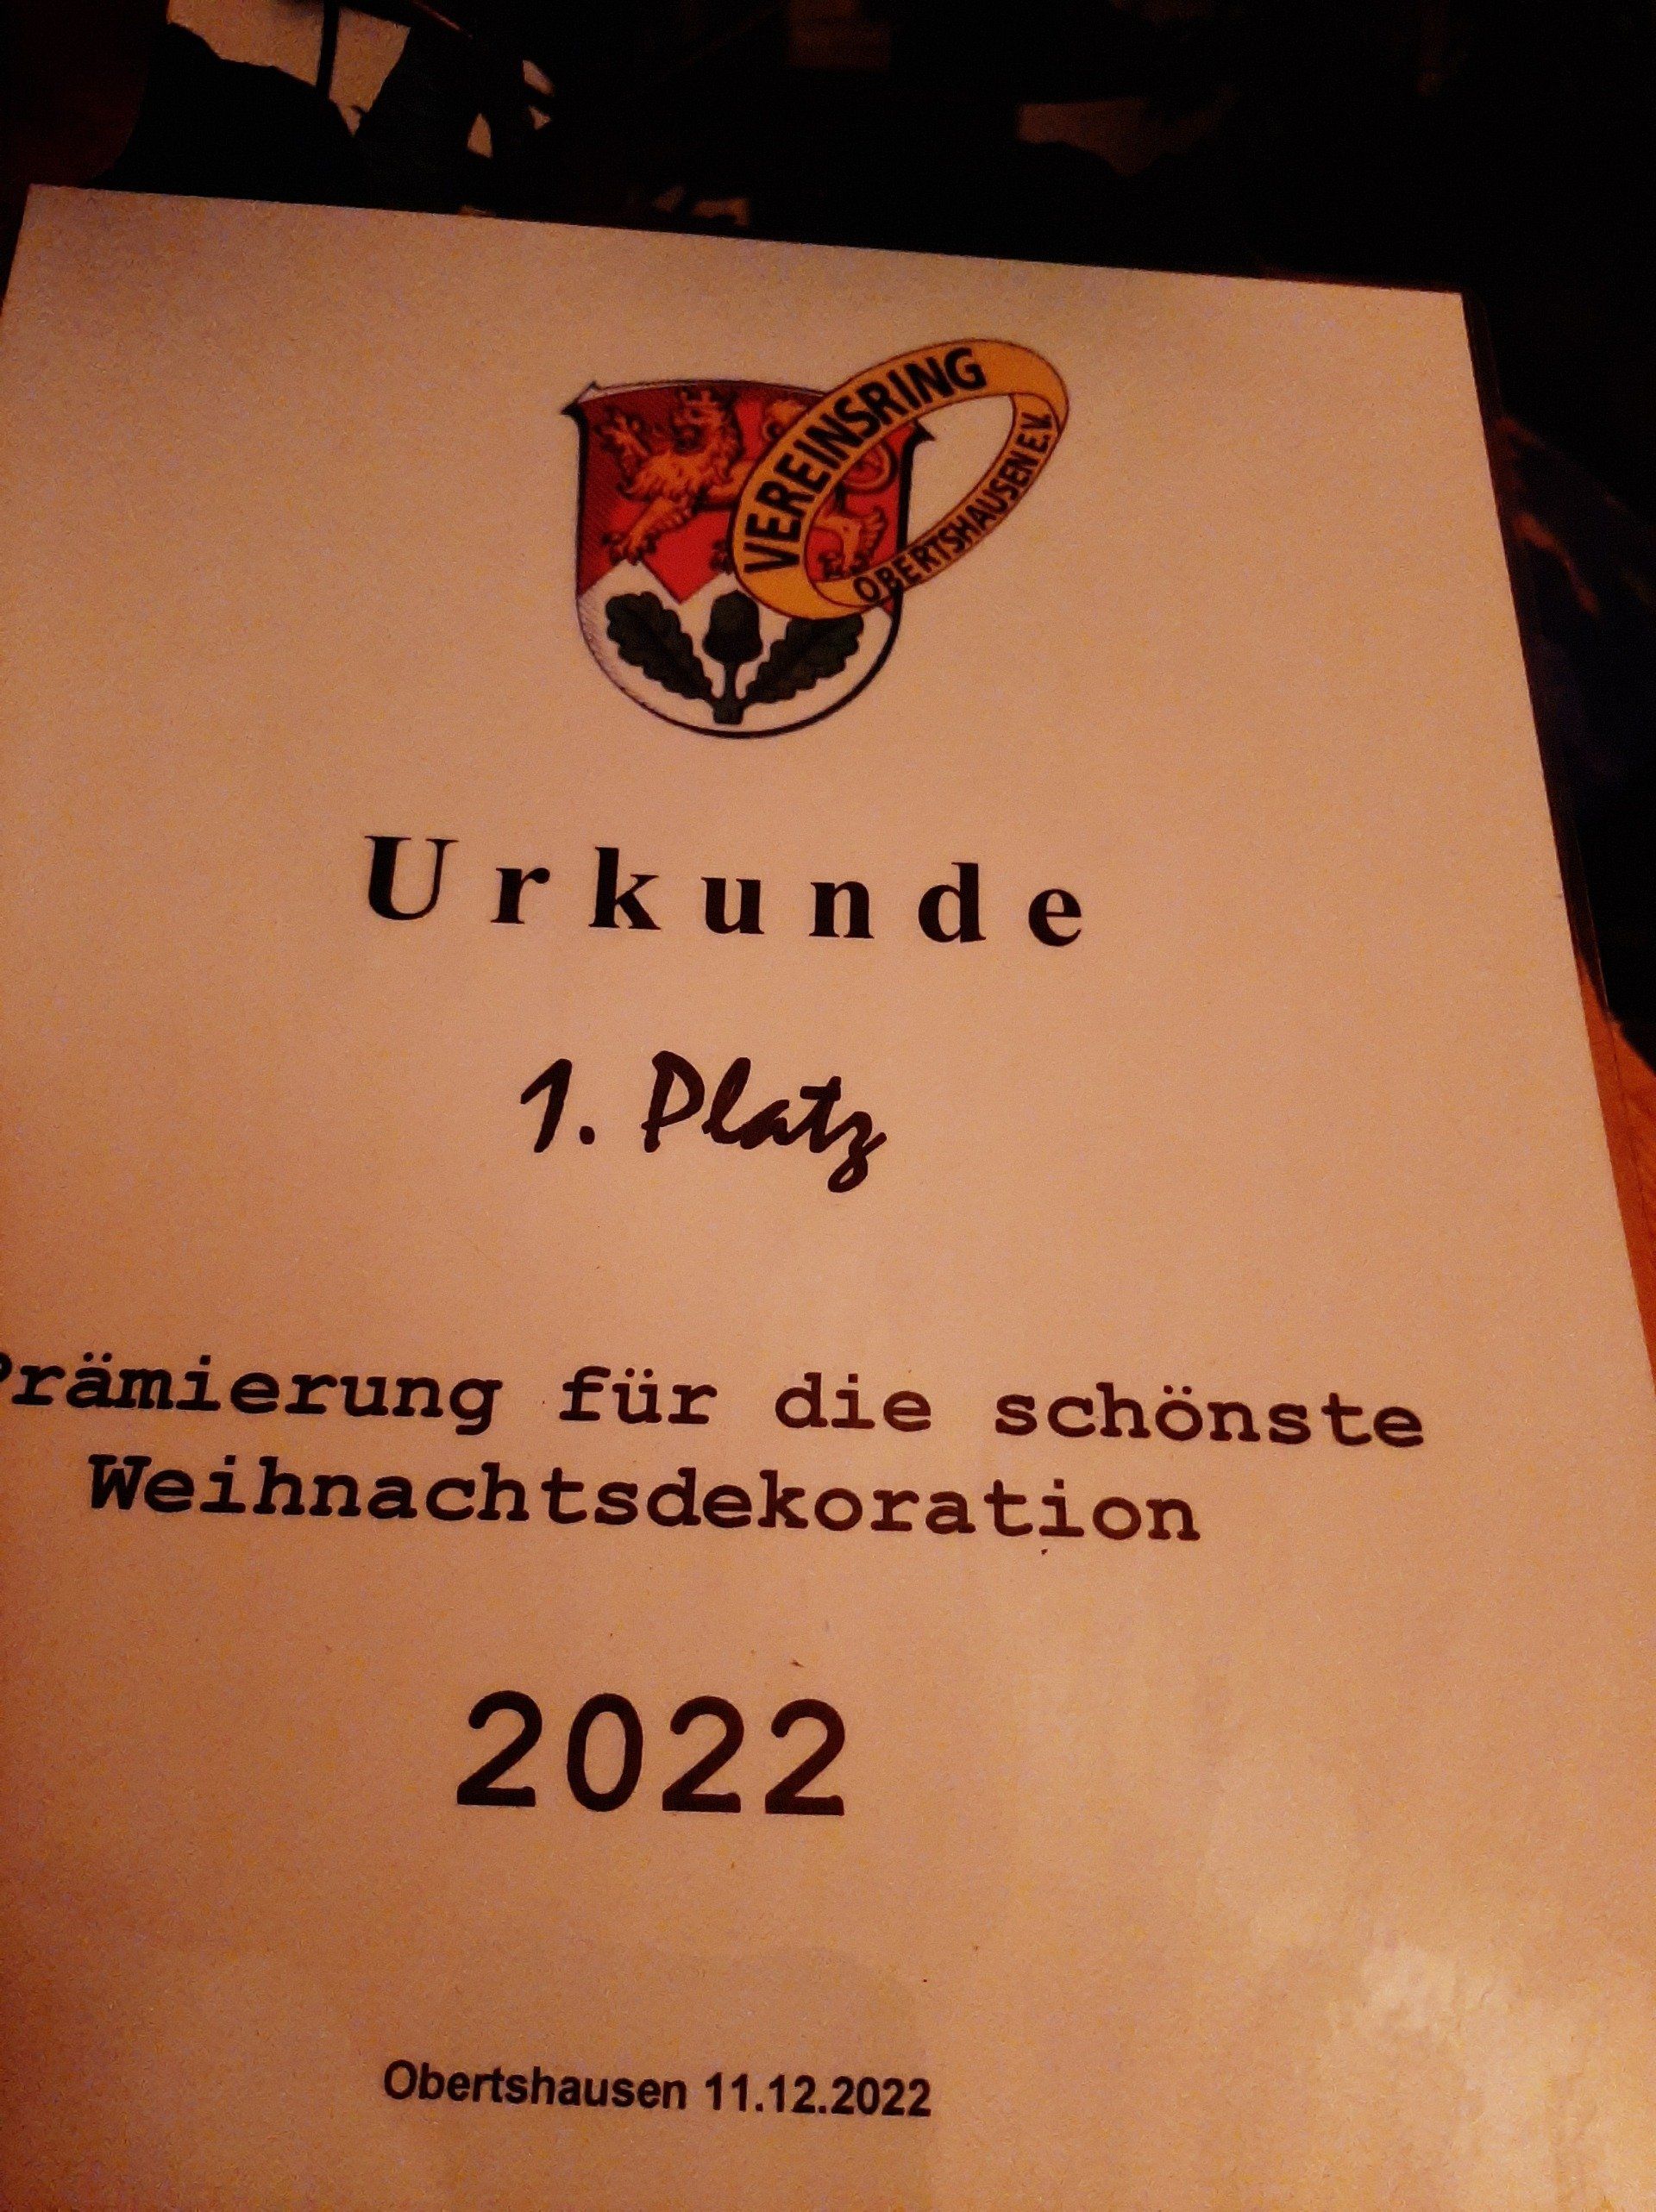 VEREINSRING
OBERTSHAUSEN E.V.
Urkunde
1. Platz
Prämierung für die schönste
Weihnachtsdekoration
2022
Obertshausen 11.12.2022